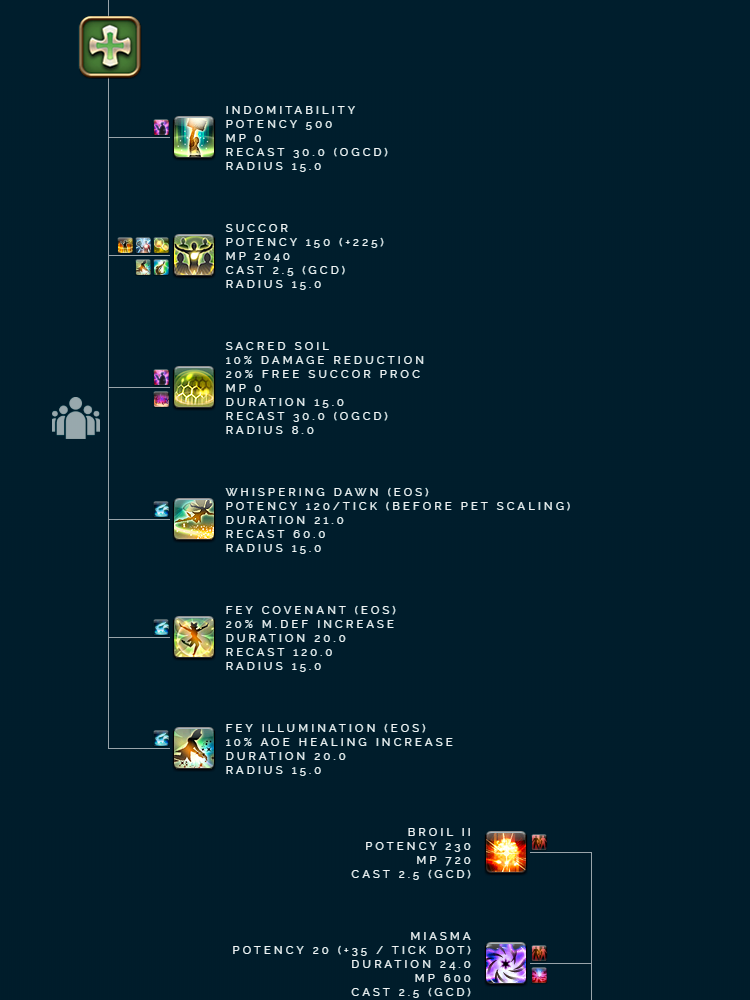 INDOMITABILITY
POTENCY 500
MP 0
RECAST 30.0 (OGCD)
RADIUS 15.0
SUCCOR
POTENCY 150 (+225)
MP 2040
CAST 2.5 (GCD)
RADIUS 15.0
SACRED SOIL
10% DAMAGE REDUCTION
20% FREE SUCCOR PROC
MP 0
DURATION 15.0
RECAST 30.0 (OGCD)
RADIUS 8.0
WHISPERING DAWN (EOS)
POTENCY 120/TICK (BEFORE PET SCALING)
DURATION 21.0
RECAST 60.0
RADIUS 15.0
FEY COVENANT (EOS)
20% M.DEF INCREASE
DURATION 20.0
RECAST 120.0
RADIUS 15.0
FEY ILLUMINATION (EOS)
10% AOE HEALING INCREASE
DURATION 20.0
RADIUS 15.0
BROIL II
POTENCY 230
MP 720
CAST 2.5 (GCD)
MIASMA
POTENCY 20 (+35 / TICK DOT)
DURATION 24.0
MP 600
CAST 2.5 (GCD)